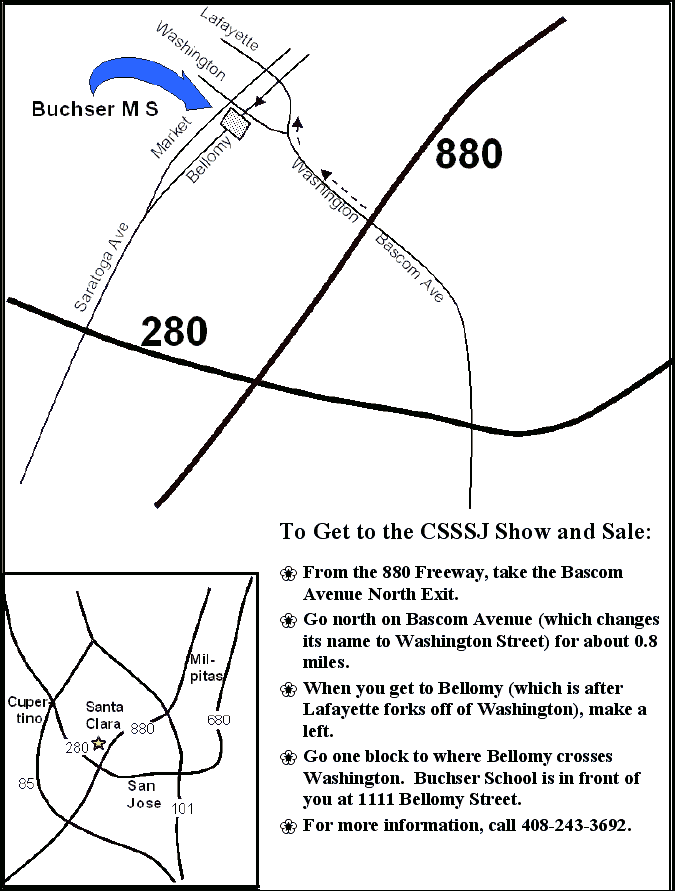 Lafayette
Washington
Buchser M S
Market
Bellomy
880
Washington
Bascom Ave
Saratoga Ave
280
To Get to the CSSSJ Show and Sale:
From the 880 Freeway, take the Bascom
Avenue North Exit.
Go north on Bascom Avenue (which changes
its name to Washington Street) for about 0.8
miles.
When you get to Bellomy (which is after
Lafayette forks off of Washington), make a
left.
Go one block to where Bellomy crosses
Washington.  Buchser School is in front of
you at 1111 Bellomy Street.
For more information, call 408-243-3692.
Mil-
pitas
Cuper-
tino
Santa
Clara
680
880
280
85
San
Jose
101